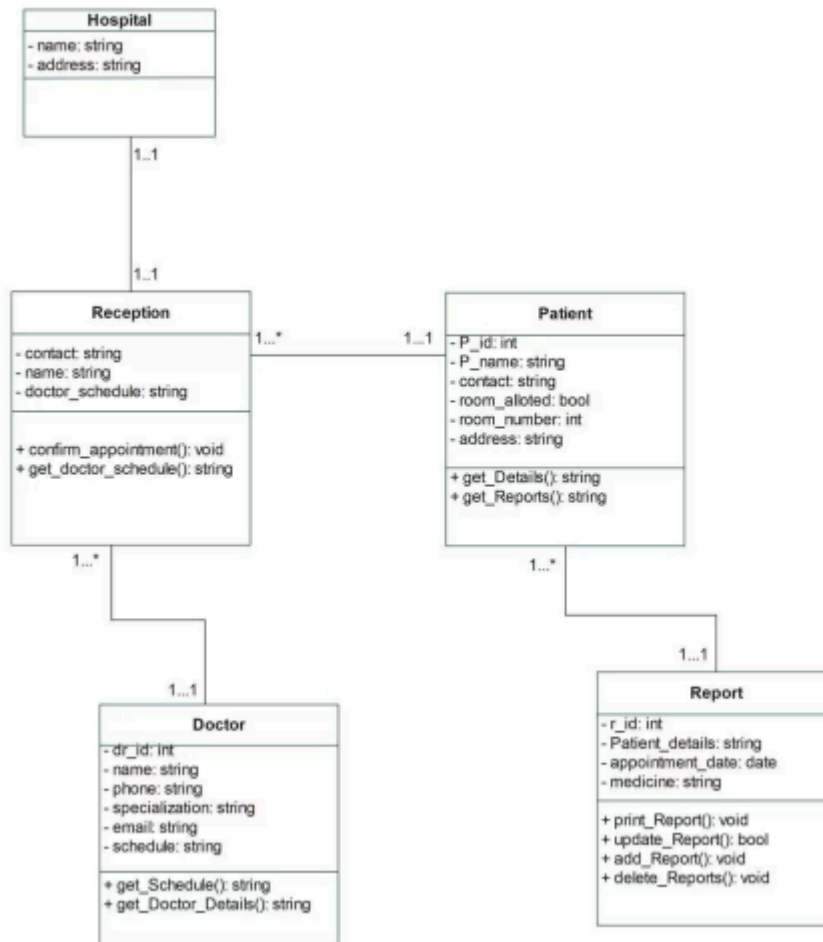 Hospital
- name: string
- address: string
1..1
1..1
Reception
- contact: string
- name: string
- doctor_schedule: string
+ confirm_appointment(): void
+ get_doctor_schedule(): string
1...*
1...1
Patient
- P_id: int
- P_name: string
- contact: string
- room_alloted: bool
- room_number: int
- address: string
+ get_Details(): string
+ get_Reports(): string
1...*
1...1
Doctor
- dr_id: int
- name: string
- phone: string
- specialization: string
- email: string
- schedule: string
+ get_Schedule(): string
+ get_Doctor_Details(): string
1...*
1...1
Report
- r_id: int
- Patient_details: string
- appointment_date: date
- medicine: string
+ print_Report(): void
+ update_Report(): bool
+ add_Report(): void
+ delete_Reports(): void